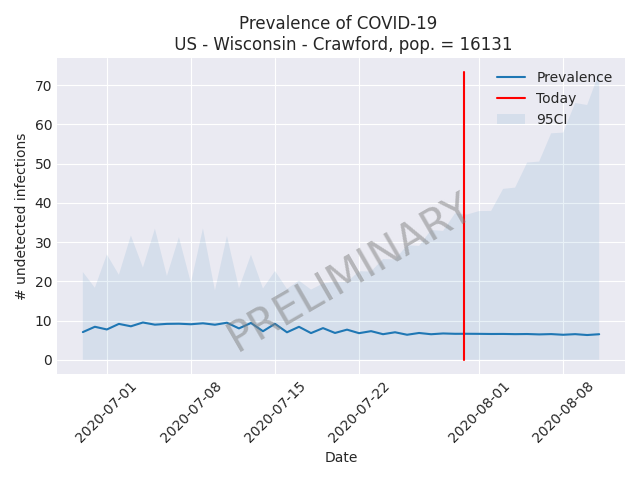 Prevalence of COVID-19
US - Wisconsin - Crawford, pop. = 16131
70
60
50
40
30
20
10
0
# undetected infections
Prevalence
Today
95CI
PRELIMINARY
2020-07-01
2020-07-08
2020-07-15
2020-07-22
2020-08-01
2020-08-08
Date